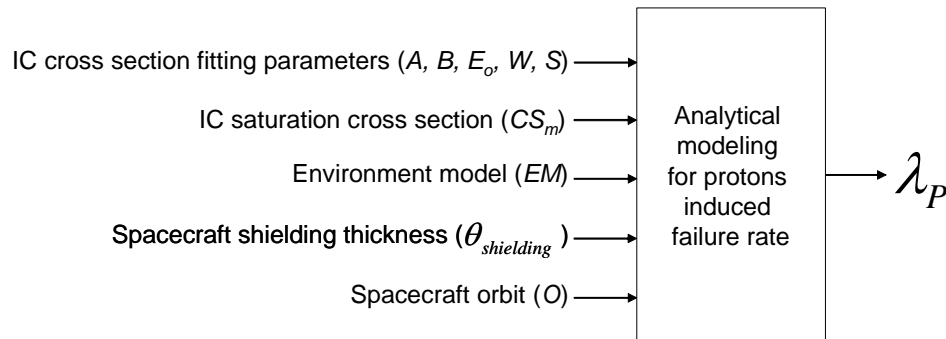 IC cross section fitting parameters (A, B, Eo, W, S)
IC saturation cross section (CSm)
Environment model (EM)
Spacecraft shielding thickness (θshielding )
Spacecraft orbit (O)
Analytical
modeling
for protons
induced
failure rate
λP